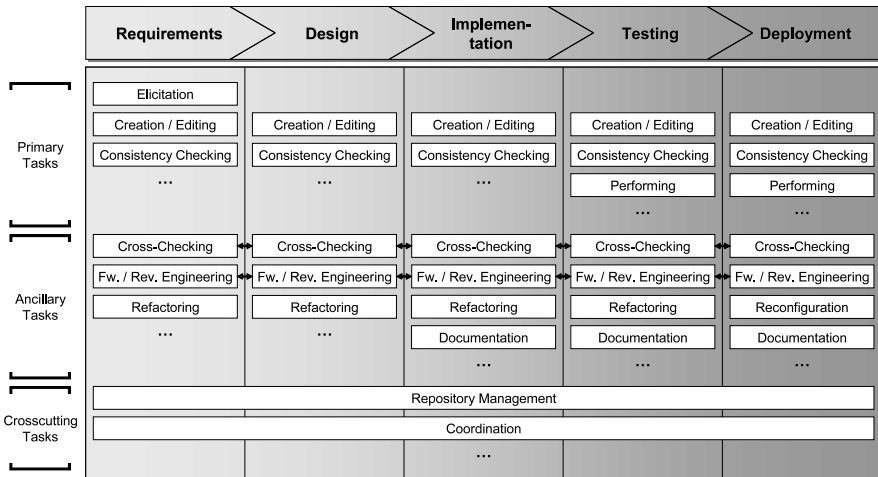 Requirements
Design
Implemen-
tation
Testing
Deployment
Primary
Tasks
Elicitation
Creation / Editing
Creation / Editing
Creation / Editing
Creation / Editing
Creation / Editing
Consistency Checking
Consistency Checking
Consistency Checking
Consistency Checking
Consistency Checking
...
...
...
Performing
Performing
...
...
Ancillary
Tasks
Cross-Checking
Cross-Checking
Cross-Checking
Cross-Checking
Cross-Checking
Fw. / Rev. Engineering
Fw. / Rev. Engineering
Fw. / Rev. Engineering
Fw. / Rev. Engineering
Fw. / Rev. Engineering
Refactoring
Refactoring
Refactoring
Refactoring
Reconfiguration
...
...
Documentation
Documentation
Documentation
...
...
...
Crosscutting
Tasks
Repository Management
Coordination
...